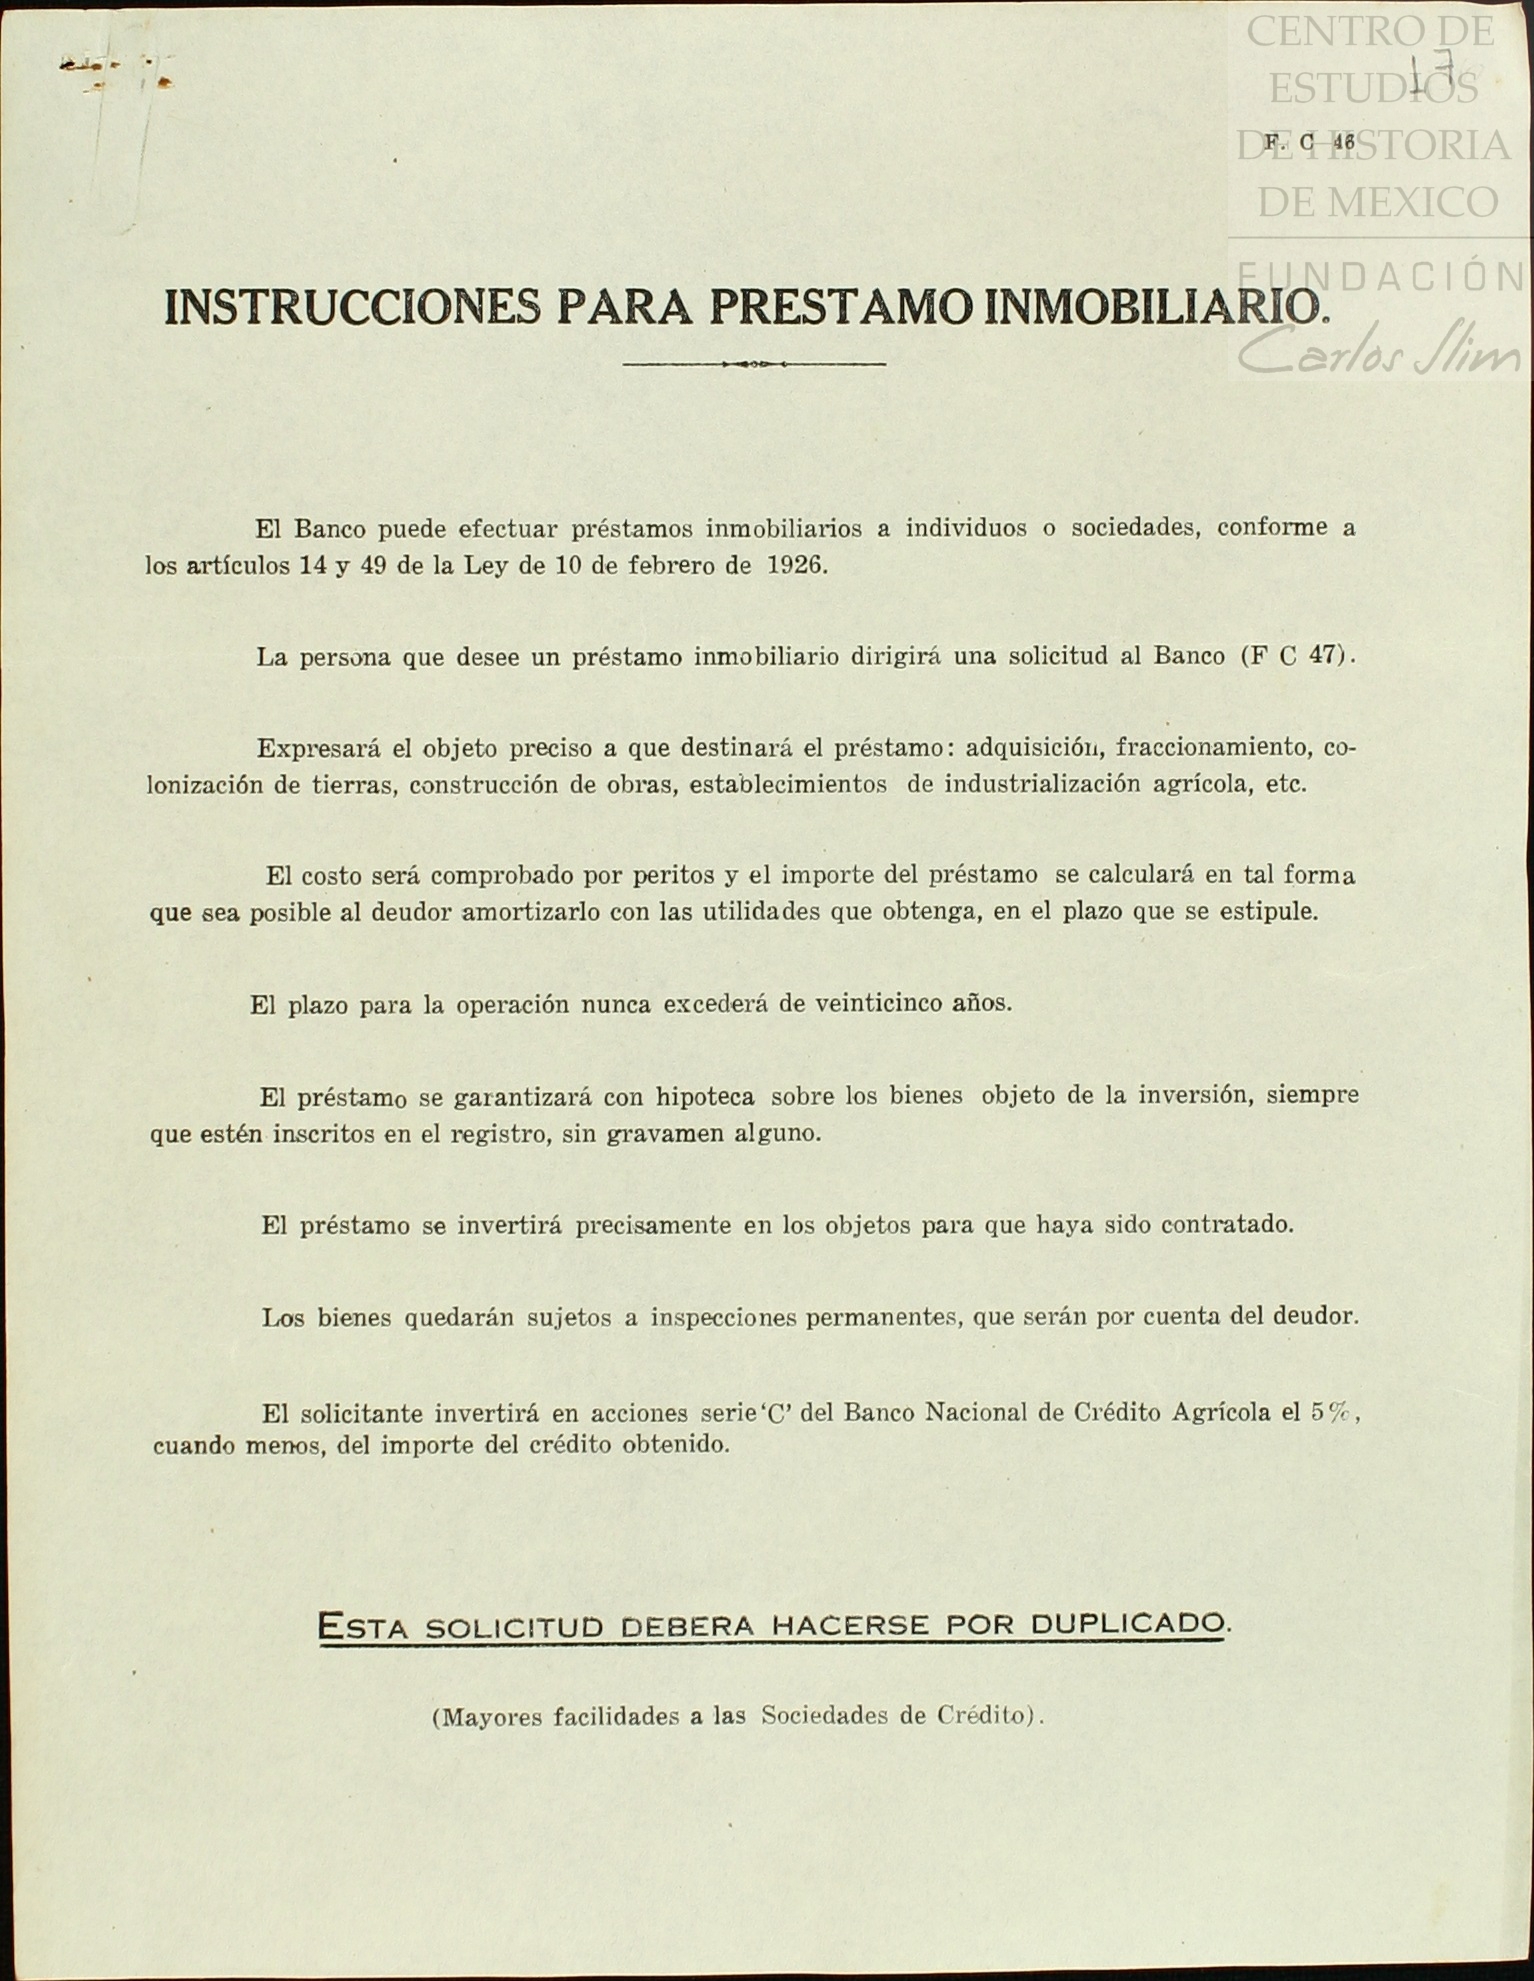 CENTRO DE
ESTUDIOS
DE HISTORIA
DE MEXICO
FUNDACIÓN
Carlos Slim
17
F. C 46
INSTRUCCIONES PARA PRESTAMO INMOBILIARIO.
El Banco puede efectuar préstamos inmobiliarios a individuos o sociedades, conforme a
los artículos 14 y 49 de la Ley de 10 de febrero de 1926.
La persona que desee un préstamo inmobiliario dirigirá una solicitud al Banco (F C 47).
Expresará el objeto preciso a que destinará el préstamo: adquisición, fraccionamiento, co-
lonización de tierras, construcción de obras, establecimientos de industrialización agrícola, etc.
El costo será comprobado por peritos y el importe del préstamo se calculará en tal forma
que sea posible al deudor amortizarlo con las utilidades que obtenga, en el plazo que se estipule.
El plazo para la operación nunca excederá de veinticinco años.
El préstamo se garantizará con hipoteca sobre los bienes objeto de la inversión, siempre
que estén inscritos en el registro, sin gravamen alguno.
El préstamo se invertirá precisamente en los objetos para que haya sido contratado.
Los bienes quedarán sujetos a inspecciones permanentes, que serán por cuenta del deudor.
El solicitante invertirá en acciones serie ‘C’ del Banco Nacional de Crédito Agrícola el 5%,
cuando menos, del importe del crédito obtenido.
ESTA SOLICITUD DEBERA HACERSE POR DUPLICADO.
(Mayores facilidades a las Sociedades de Crédito).